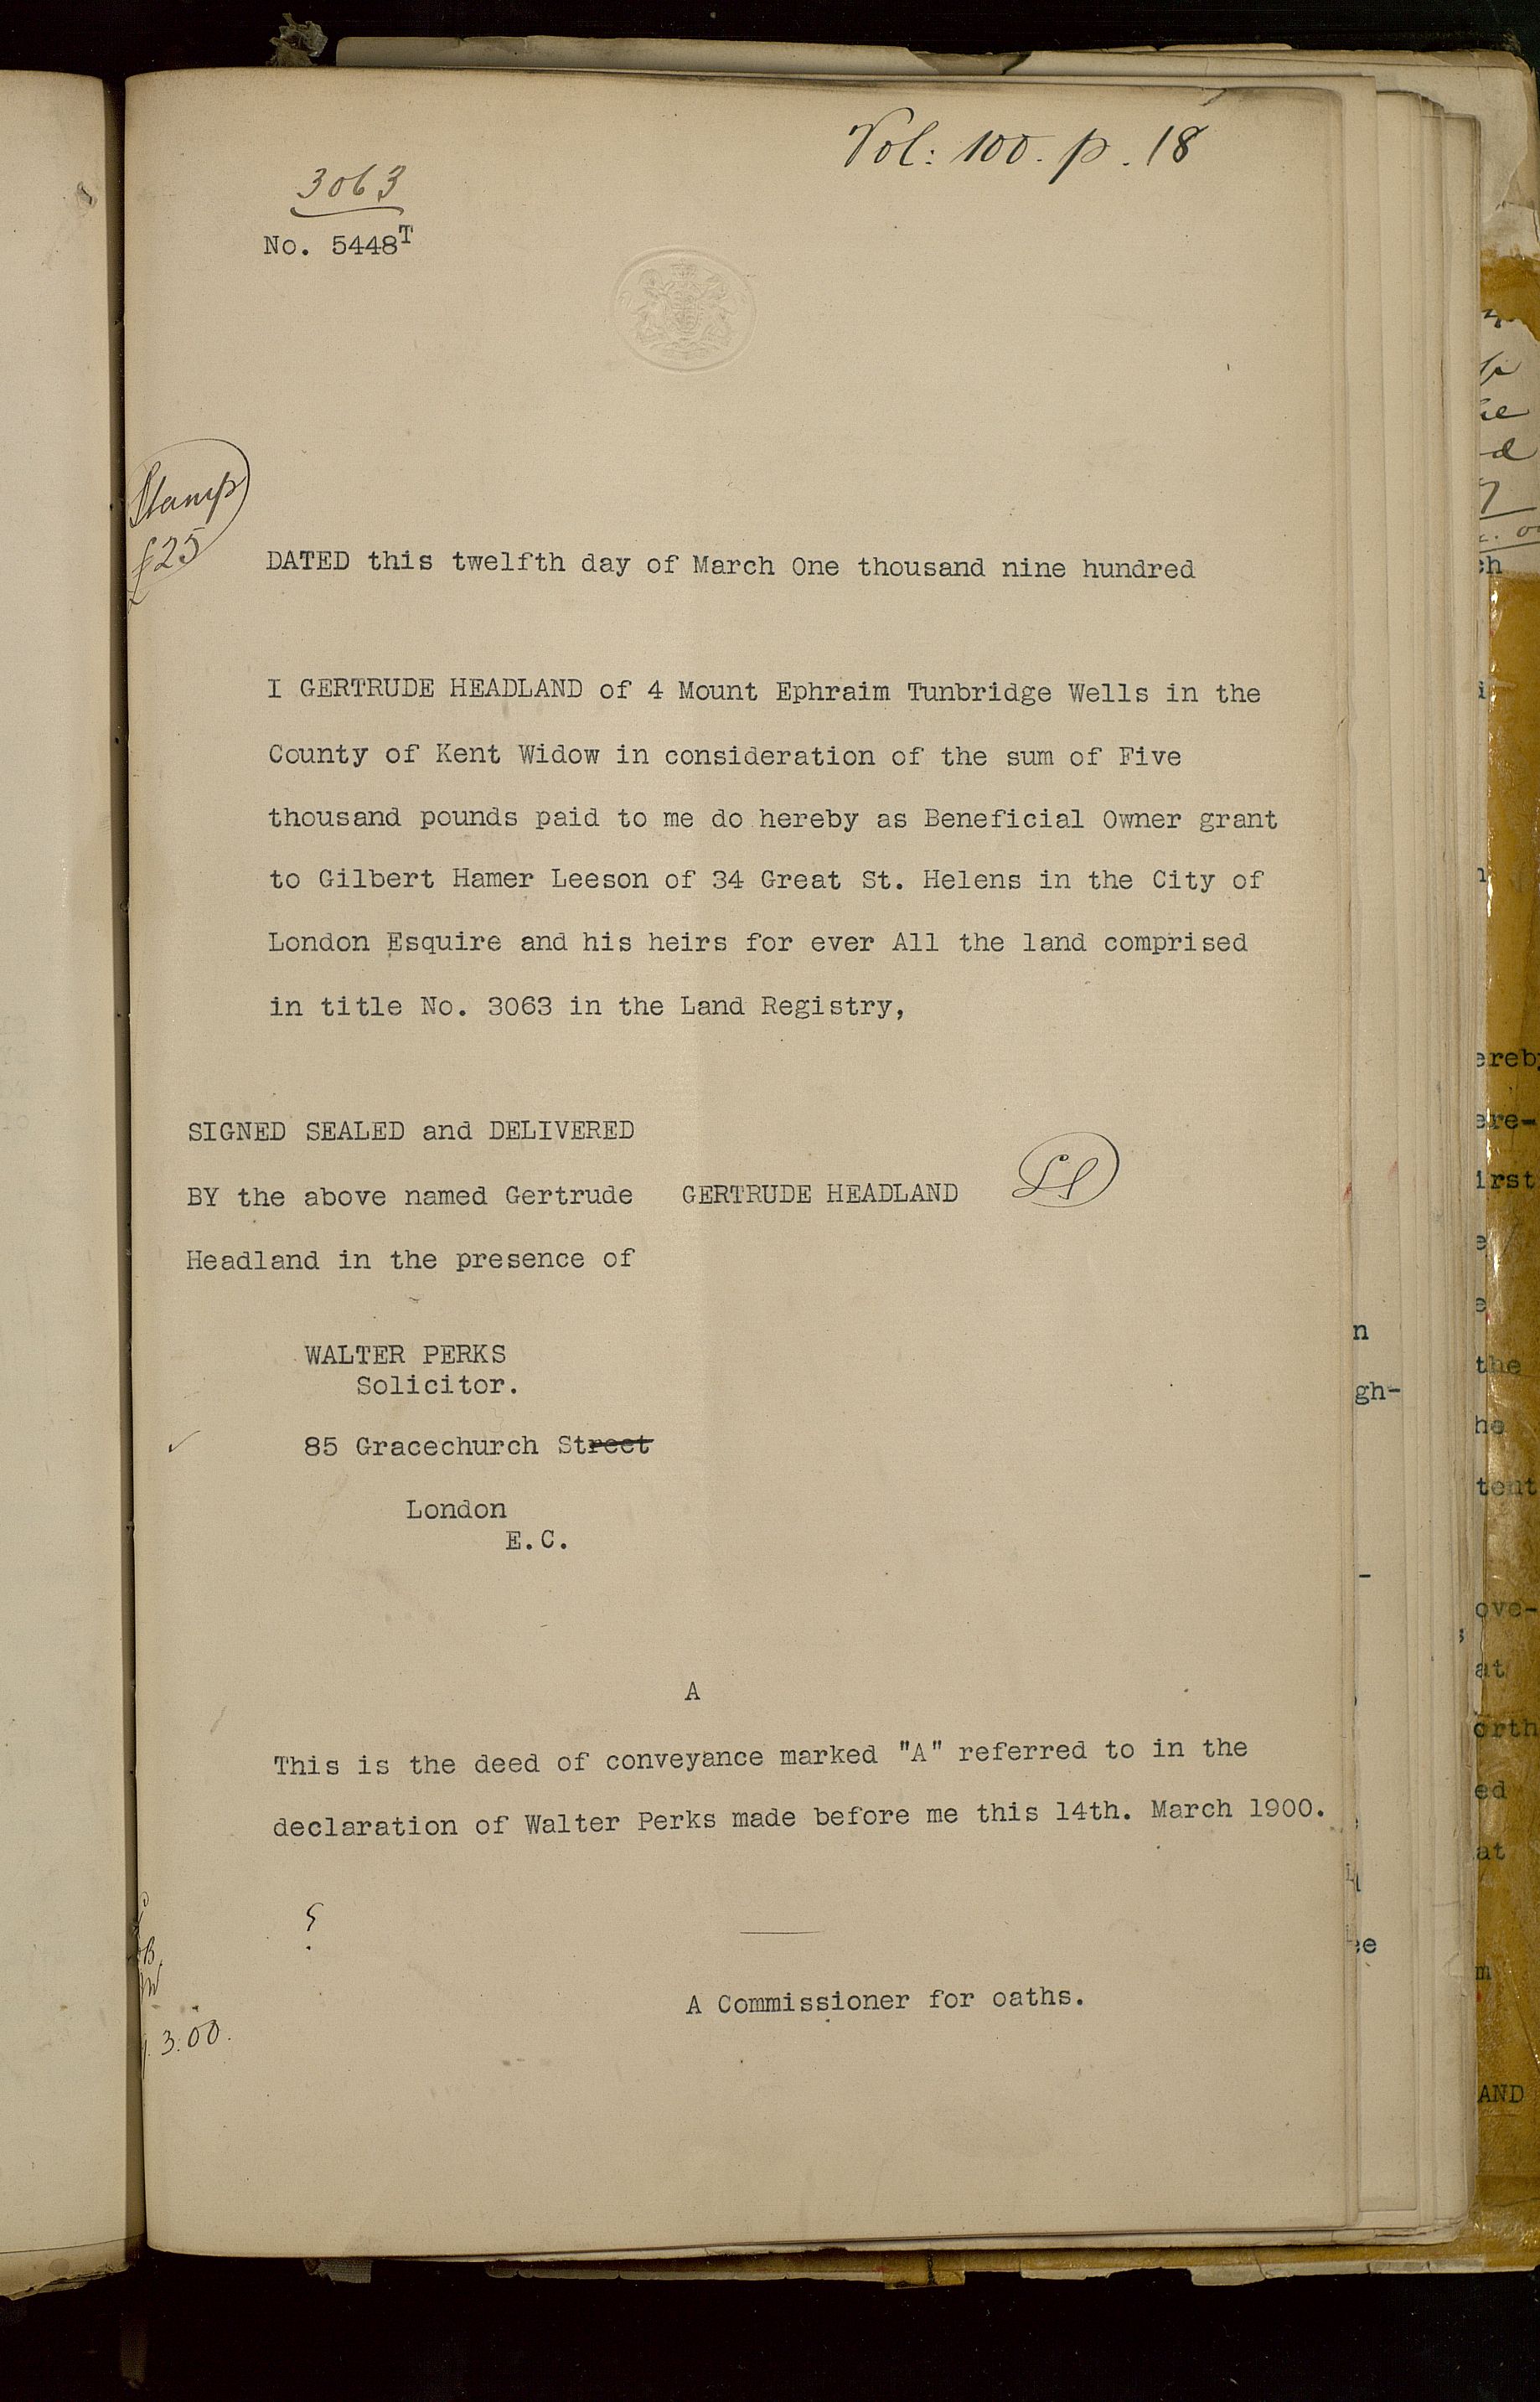 Vol: 100. p. 18
3063
No. 5448T
Stamp
£25
DATED this twelfth day of March One thousand nine hundred
I GERTRUDE HEADLAND of 4 Mount Ephraim Tunbridge Wells in the
County of Kent Widow in consideration of the sum of Five
thousand pounds paid to me do hereby as Beneficial Owner grant
to Gilbert Hamer Leeson of 34 Great St. Helens in the City of
London Esquire and his heirs for ever All the land comprised
in title No. 3063 in the Land Registry,
SIGNED SEALED and DELIVERED
BY the above named Gertrude GERTRUDE HEADLAND LS
Headland in the presence of
WALTER PERKS
Solicitor.
85 Gracechurch Street
London
E.C.
A
This is the deed of conveyance marked "A" referred to in the
declaration of Walter Perks made before me this 14th. March 1900.
?
A Commissioner for oaths.
3.00.